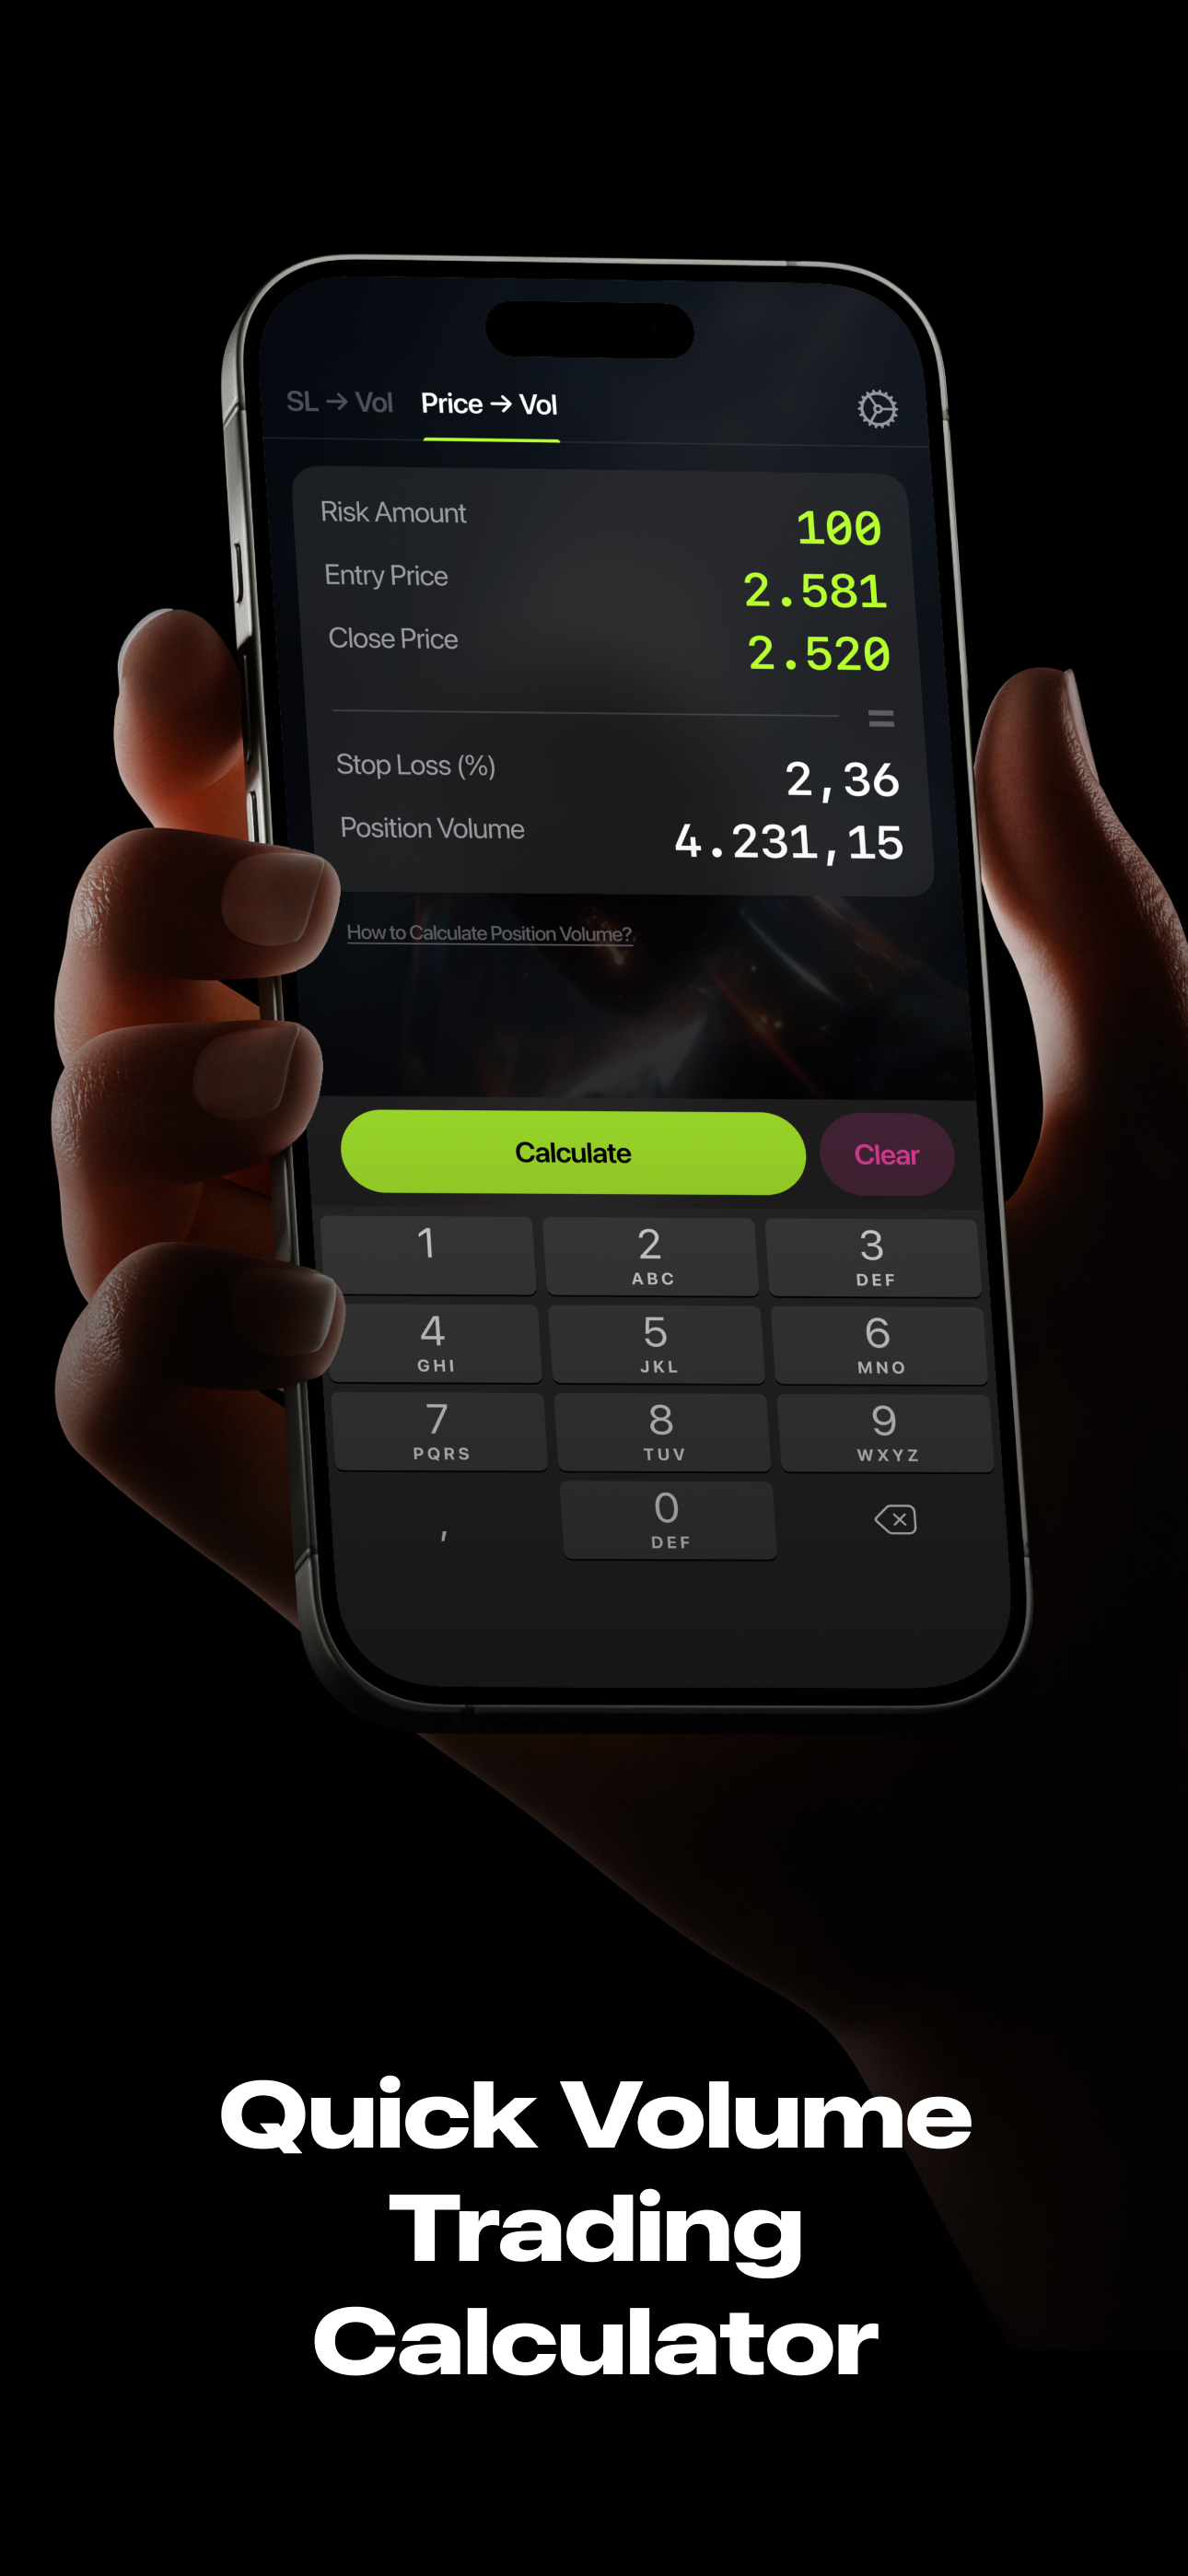 SL → Vol Price → Vol
Risk Amount 100
Entry Price 2.581
Close Price 2.520
=
Stop Loss (%) 2,36
Position Volume 4.231,15
How to Calculate Position Volume?
Calculate Clear
1 2 3
ABC DEF
4 5 6
GHI JKL MNO
7 8 9
PQRS TUV WXYZ
, 0
DEF
Quick Volume
Trading
Calculator